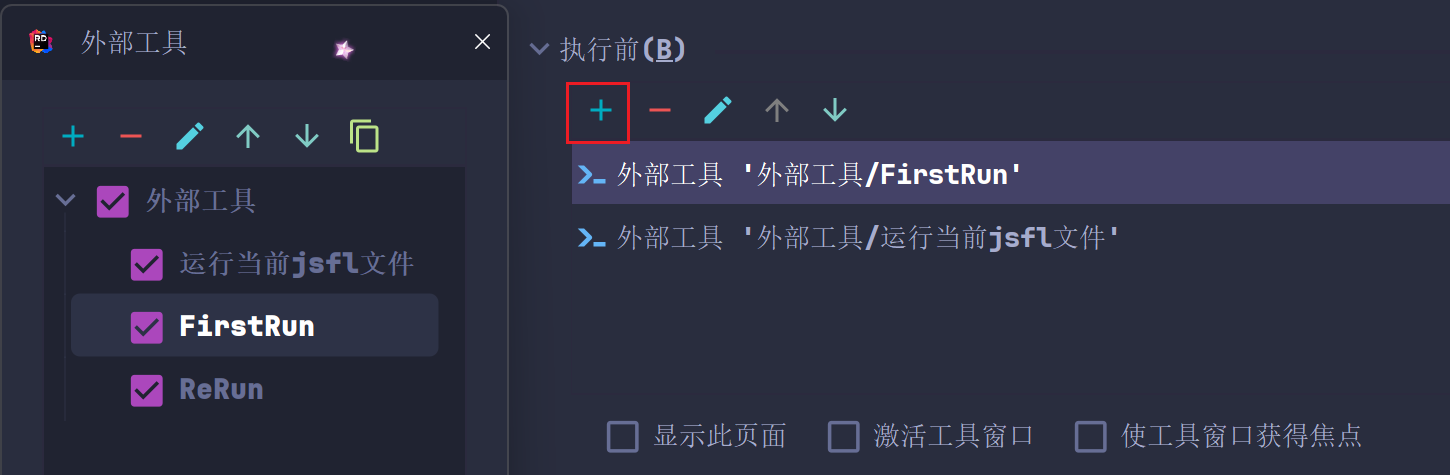 RD
外部工具
外部工具
运行当前jsfl文件
FirstRun
ReRun
执行前(B)
外部工具 '外部工具/FirstRun'
外部工具 '外部工具/运行当前jsfl文件'
显示此页面 激活工具窗口 使工具窗口获得焦点